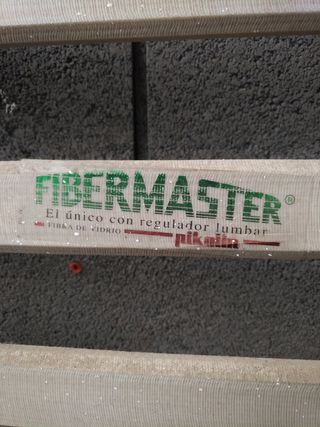 FIBERMASTER®
El único con regulador lumbar
FIBRA DE VIDRIO
pikolin